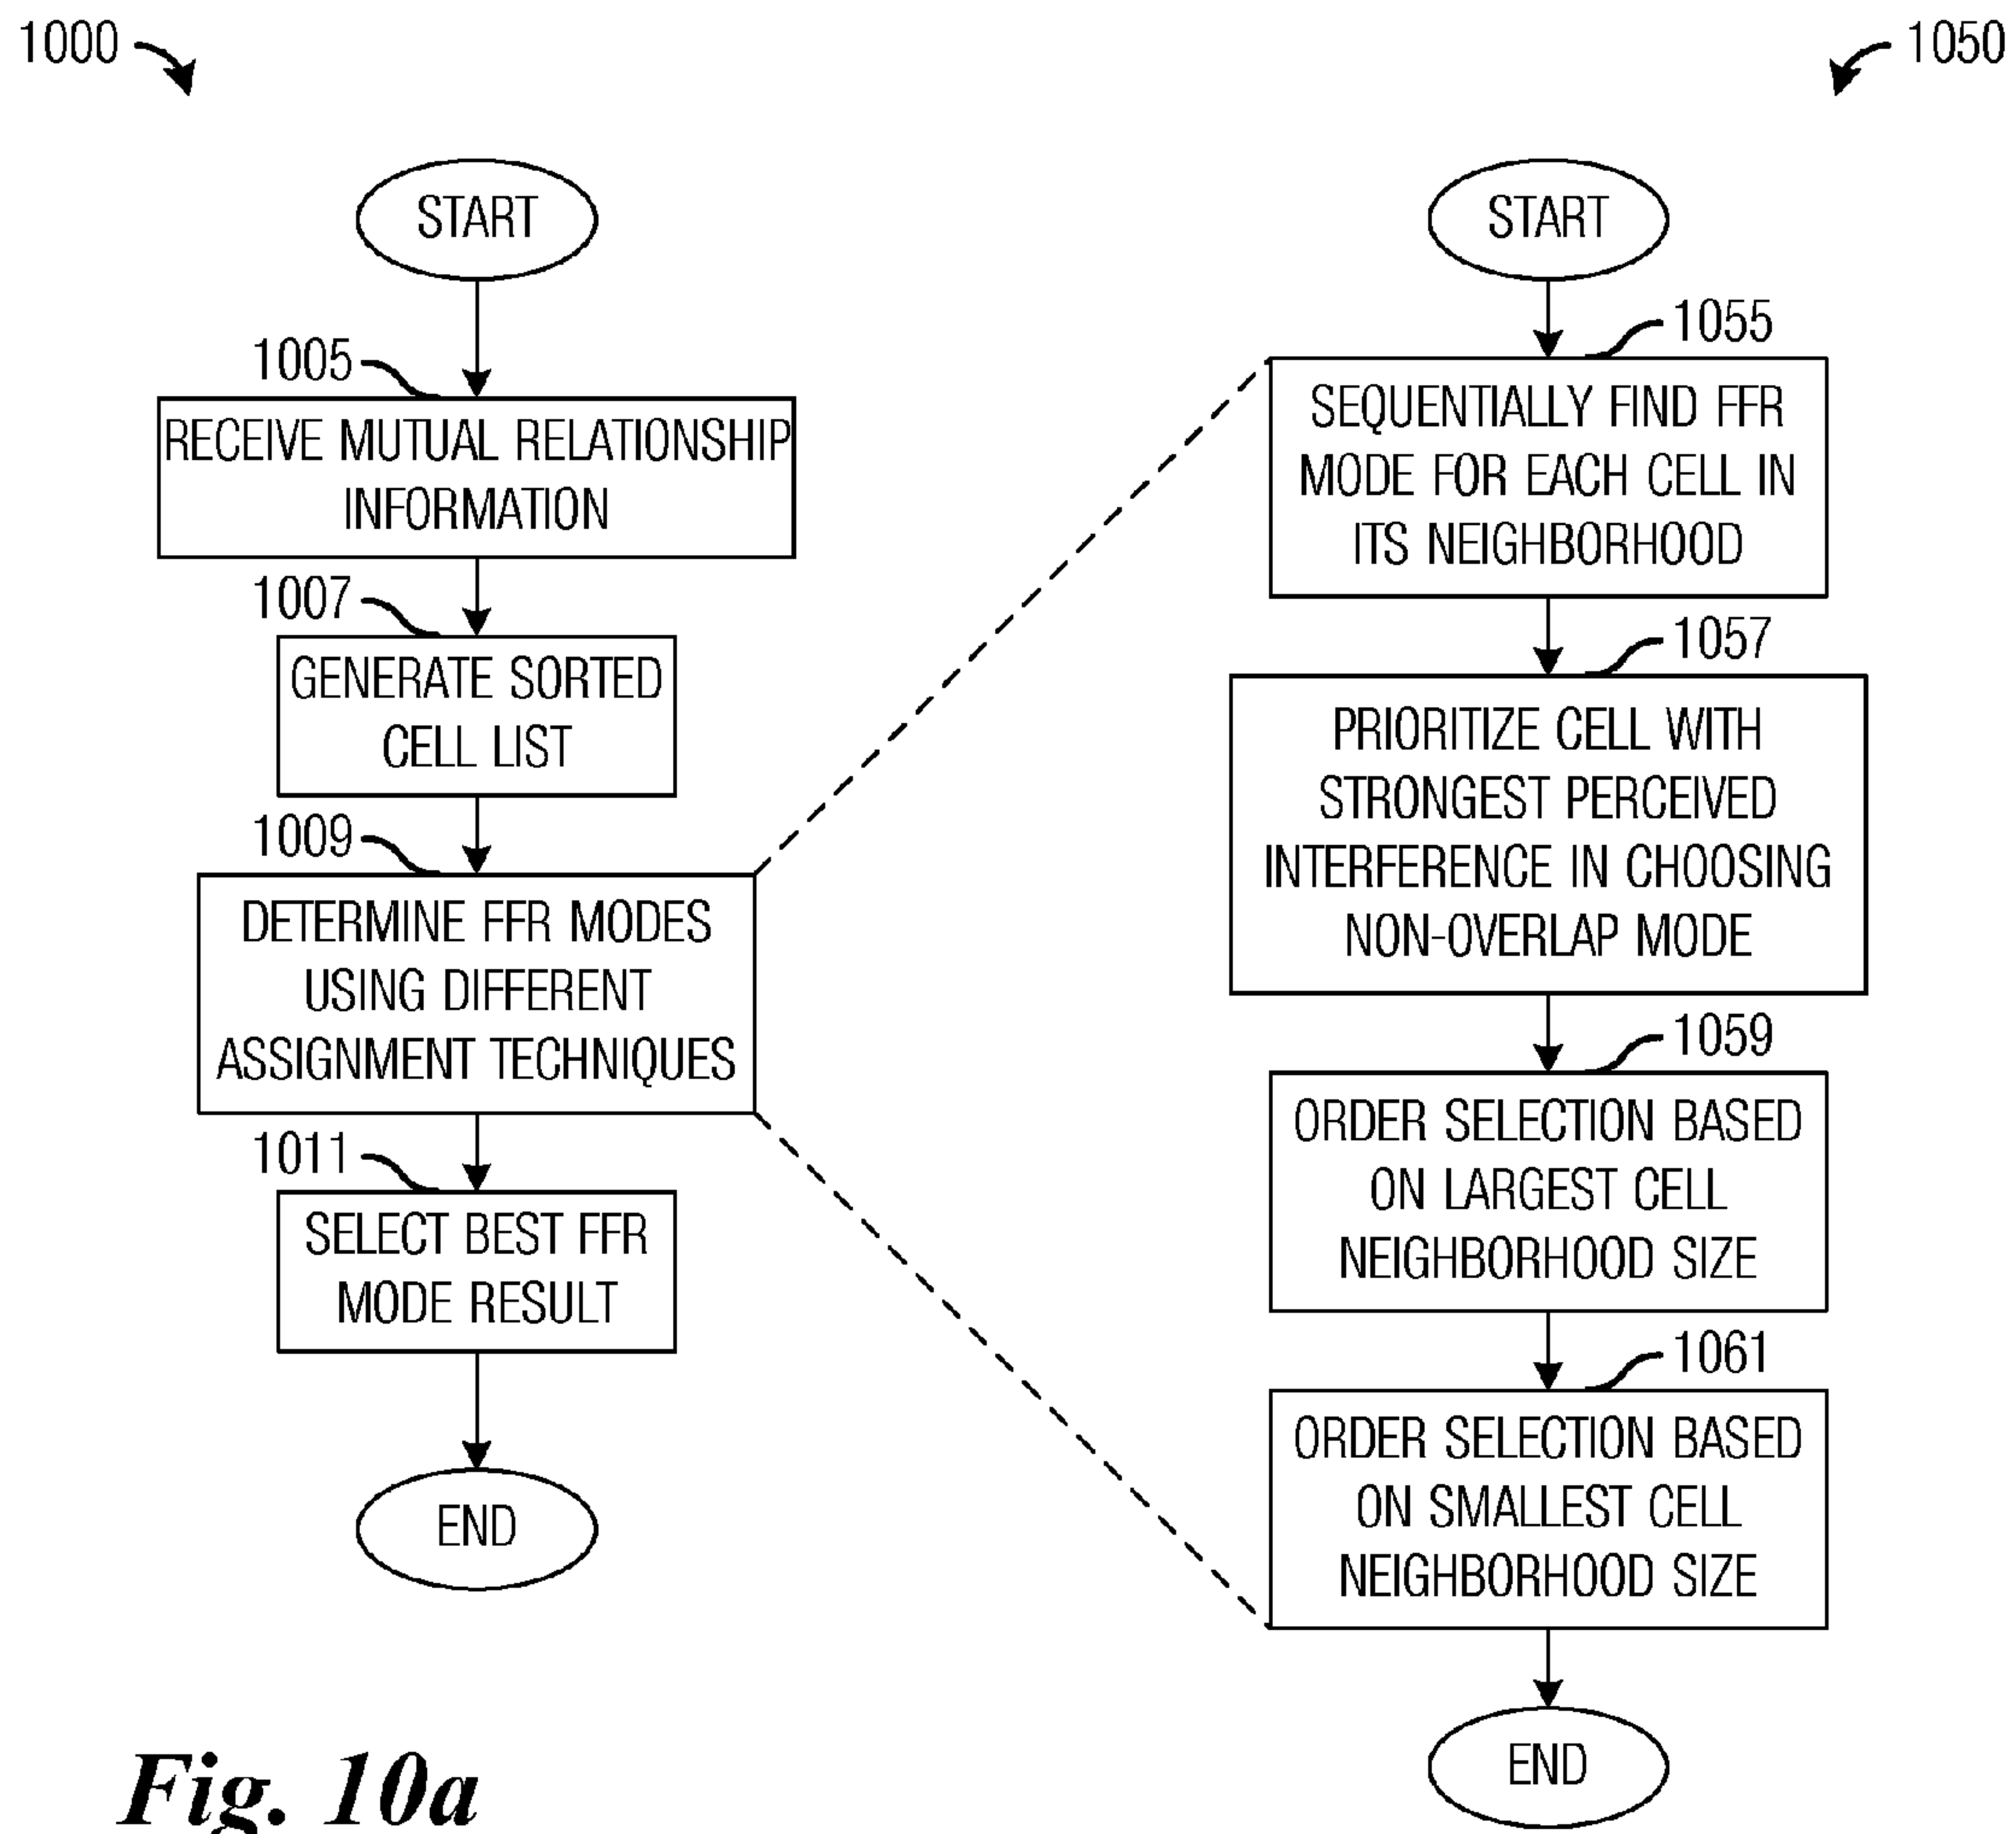 1000
START
1005
RECEIVE MUTUAL RELATIONSHIP
INFORMATION
1007
GENERATE SORTED
CELL LIST
1009
DETERMINE FFR MODES
USING DIFFERENT
ASSIGNMENT TECHNIQUES
1011
SELECT BEST FFR
MODE RESULT
END
1050
START
1055
SEQUENTIALLY FIND FFR
MODE FOR EACH CELL IN
ITS NEIGHBORHOOD
1057
PRIORITIZE CELL WITH
STRONGEST PERCEIVED
INTERFERENCE IN CHOOSING
NON-OVERLAP MODE
1059
ORDER SELECTION BASED
ON LARGEST CELL
NEIGHBORHOOD SIZE
1061
ORDER SELECTION BASED
ON SMALLEST CELL
NEIGHBORHOOD SIZE
END
Fig. 10a